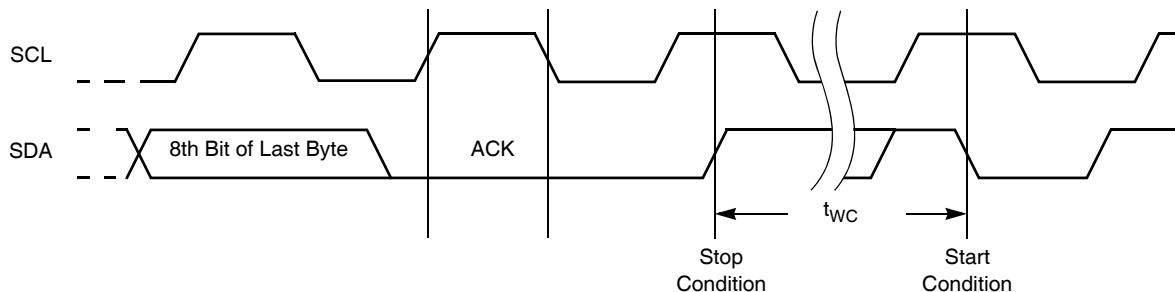 SCL
SDA
8th Bit of Last Byte
ACK
tWC
Stop
Condition
Start
Condition